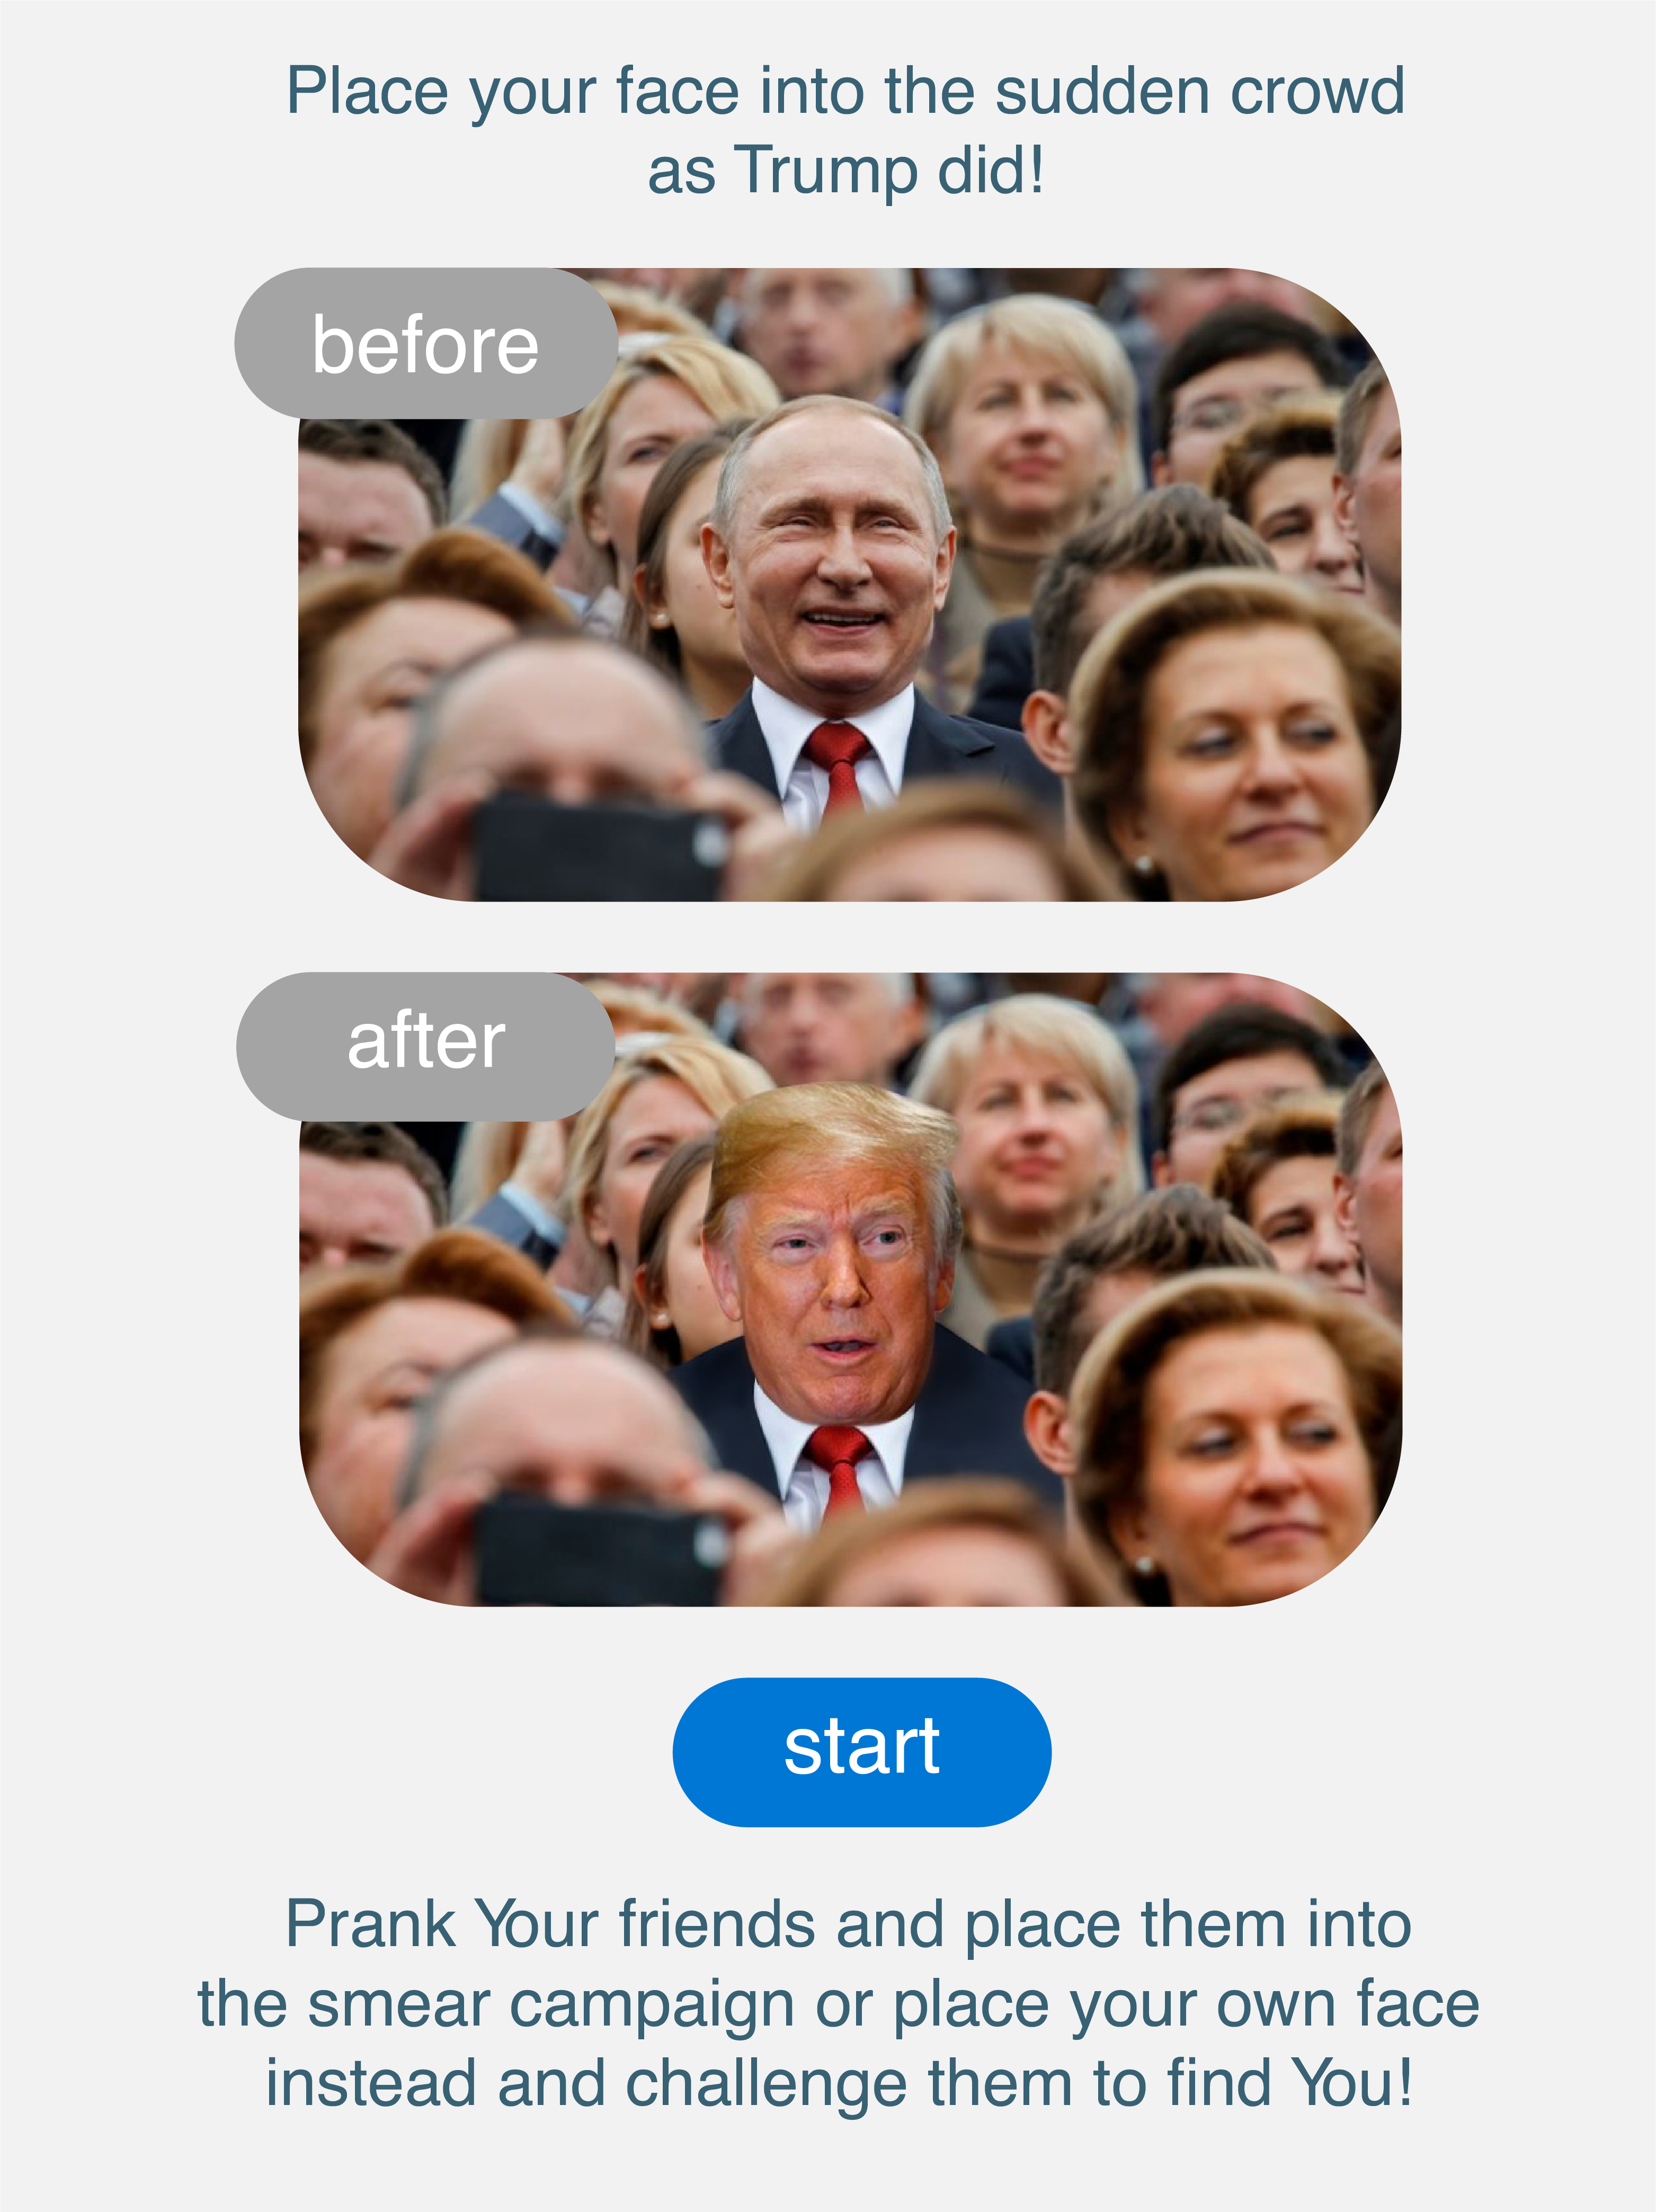 Place your face into the sudden crowd
as Trump did!
before
after
start
Prank Your friends and place them into
the smear campaign or place your own face
instead and challenge them to find You!